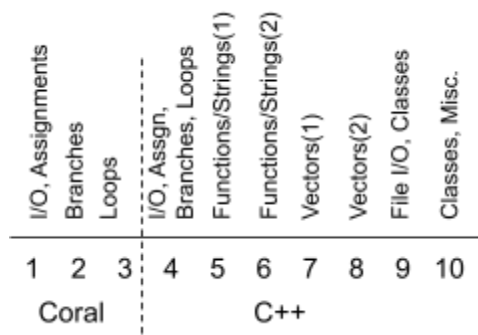 I/O, Assignments
Branches
Loops
I/O, Assgn,
Branches, Loops
Functions/Strings(1)
Functions/Strings(2)
Vectors(1)
Vectors(2)
File I/O, Classes
Classes, Misc.
1 2 3 4 5 6 7 8 9 10
Coral C++